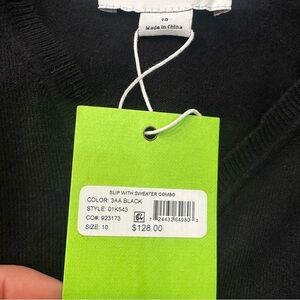 10
Made in China
SLIP WITH SWEATER COMBO
COLOR: 3AA BLACK
STYLE: 01K543
CO#: 923173
SIZE: 10
$128.00